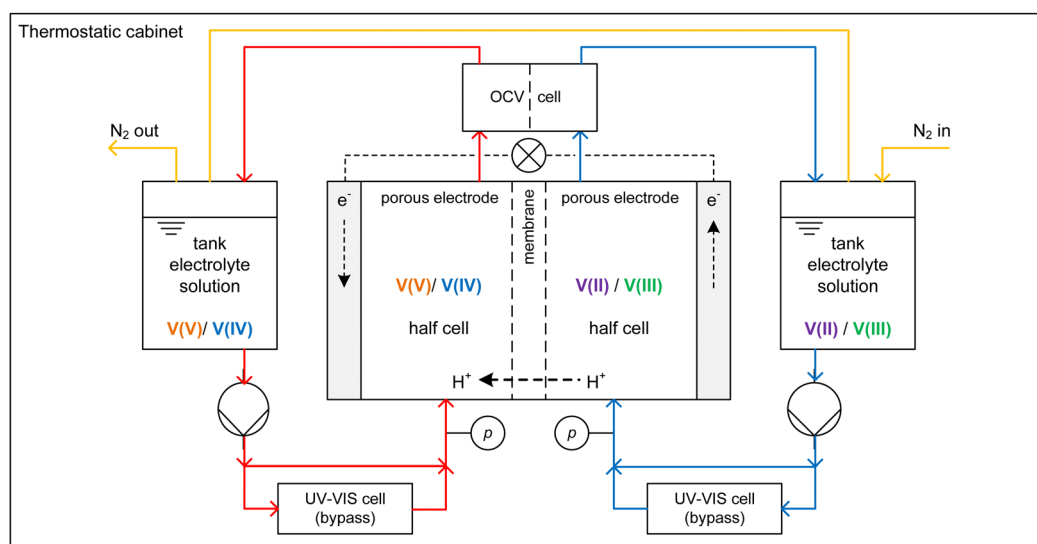 Thermostatic cabinet
OCV cell
N₂ out
N₂ in
e⁻
porous electrode
membrane
porous electrode
e⁻
tank
electrolyte
solution
V(V)/ V(IV)
V(V)/ V(IV)
half cell
V(II) / V(III)
half cell
tank
electrolyte
solution
V(II) / V(III)
H⁺
H⁺
p
p
UV-VIS cell
(bypass)
UV-VIS cell
(bypass)